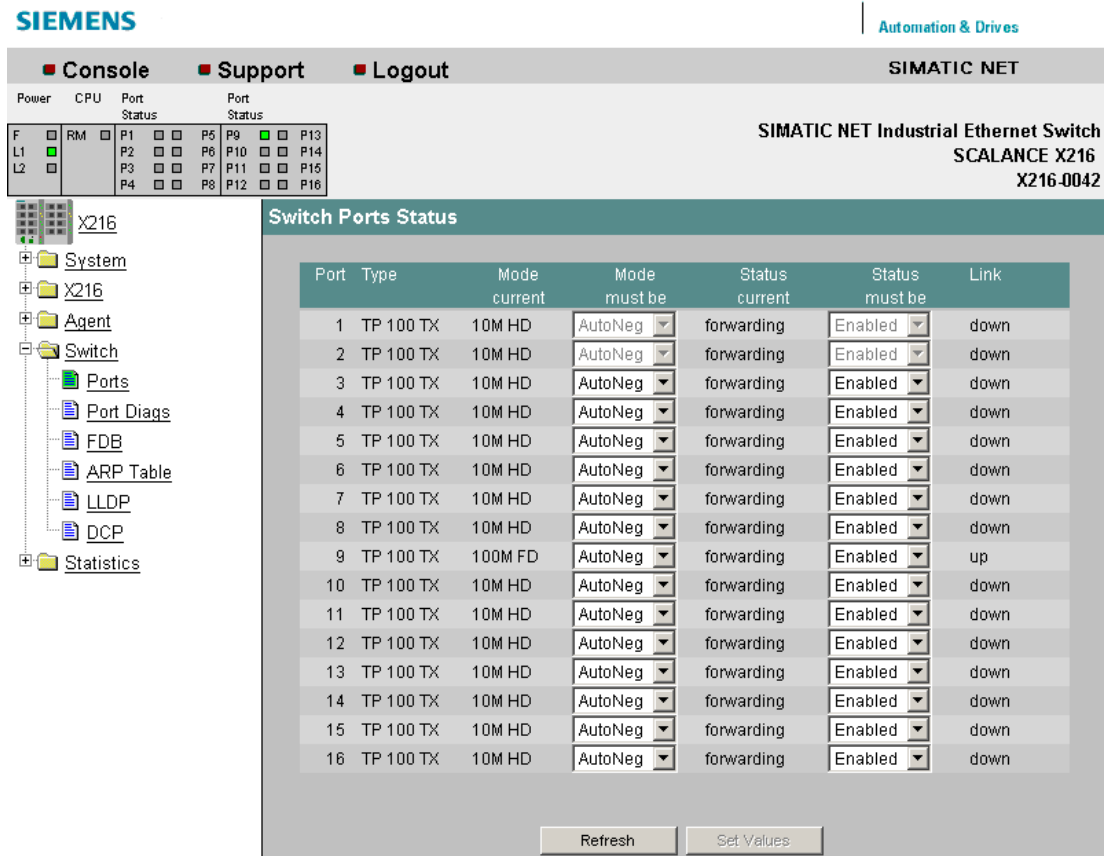 SIEMENS
Automation & Drives
Console Support Logout SIMATIC NET
Power CPU Port Status Port Status
F RM P1 P5 P9 P13
L1 P2 P6 P10 P14
L2 P3 P7 P11 P15
P4 P8 P12 P16
SIMATIC NET Industrial Ethernet Switch
SCALANCE X216
X216-0042
X216
System
X216
Agent
Switch
Ports
Port Diags
FDB
ARP Table
LLDP
DCP
Statistics
Switch Ports Status
Port Type Mode current Mode must be Status current Status must be Link
1 TP 100 TX 10M HD AutoNeg forwarding Enabled down
2 TP 100 TX 10M HD AutoNeg forwarding Enabled down
3 TP 100 TX 10M HD AutoNeg forwarding Enabled down
4 TP 100 TX 10M HD AutoNeg forwarding Enabled down
5 TP 100 TX 10M HD AutoNeg forwarding Enabled down
6 TP 100 TX 10M HD AutoNeg forwarding Enabled down
7 TP 100 TX 10M HD AutoNeg forwarding Enabled down
8 TP 100 TX 10M HD AutoNeg forwarding Enabled down
9 TP 100 TX 100M FD AutoNeg forwarding Enabled up
10 TP 100 TX 10M HD AutoNeg forwarding Enabled down
11 TP 100 TX 10M HD AutoNeg forwarding Enabled down
12 TP 100 TX 10M HD AutoNeg forwarding Enabled down
13 TP 100 TX 10M HD AutoNeg forwarding Enabled down
14 TP 100 TX 10M HD AutoNeg forwarding Enabled down
15 TP 100 TX 10M HD AutoNeg forwarding Enabled down
16 TP 100 TX 10M HD AutoNeg forwarding Enabled down
Refresh Set Values